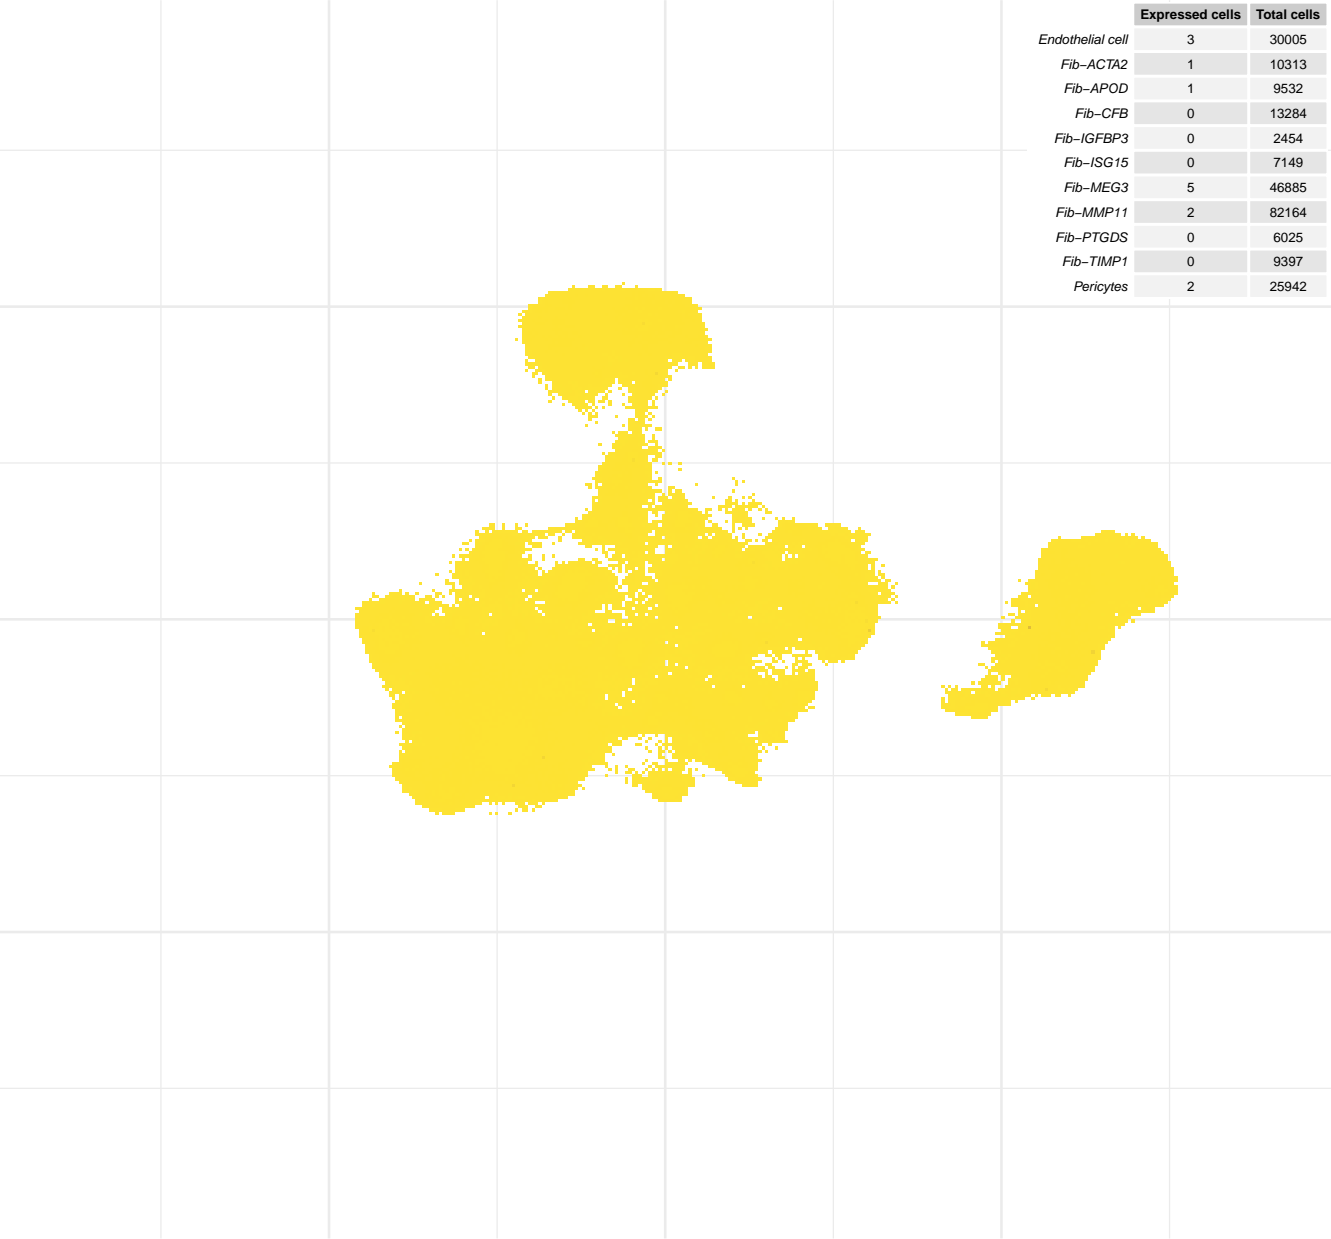 Expressed cells Total cells
Endothelial cell 3 30005
Fib−ACTA2 1 10313
Fib−APOD 1 9532
Fib−CFB 0 13284
Fib−IGFBP3 0 2454
Fib−ISG15 0 7149
Fib−MEG3 5 46885
Fib−MMP11 2 82164
Fib−PTGDS 0 6025
Fib−TIMP1 0 9397
Pericytes 2 25942